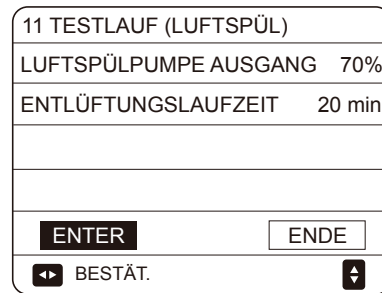 11 TESTLAUF (LUFTSPÜL)
LUFTSPÜLPUMPE AUSGANG 70%
ENTLÜFTUNGSLAUFZEIT 20 min
ENTER ENDE
BESTÄT.